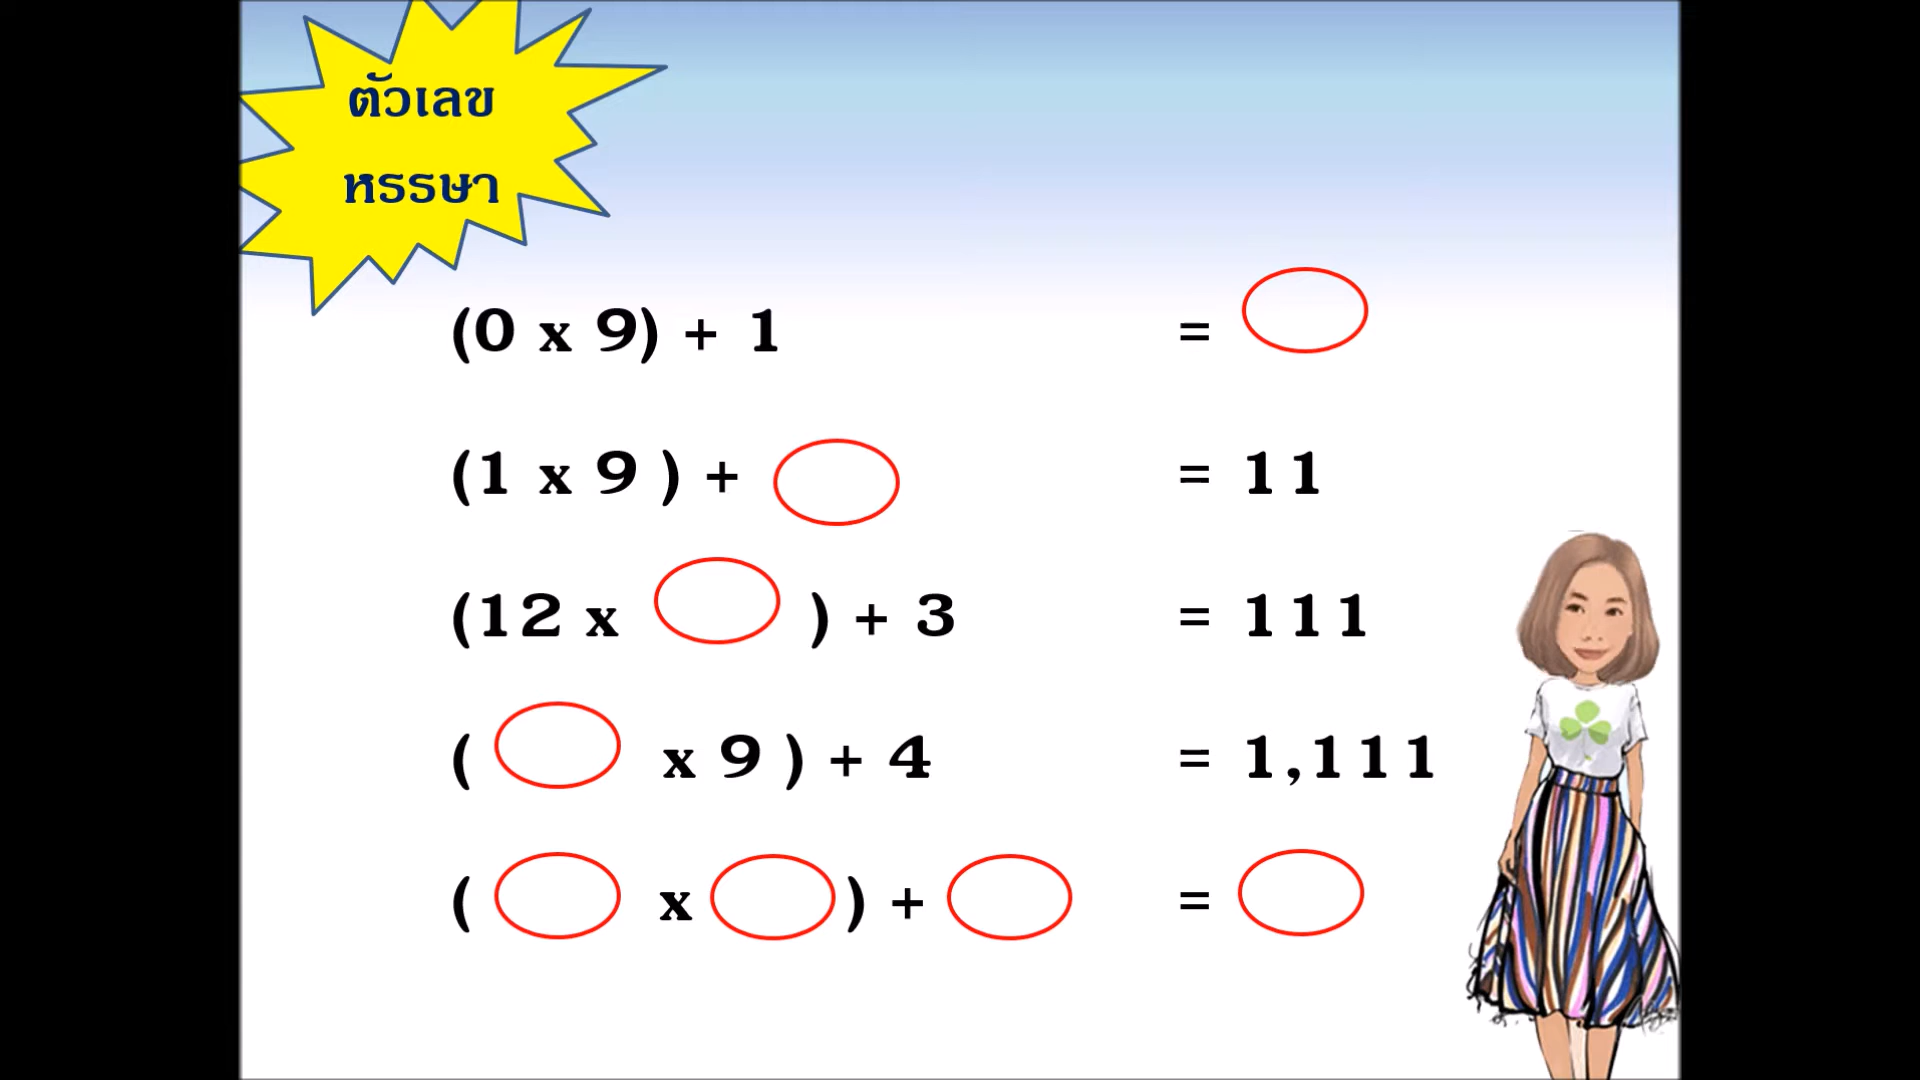 ตัวเลข
หรรษา
(0 x 9) + 1 =
(1 x 9 ) + = 11
(12 x ) + 3 = 111
( x 9 ) + 4 = 1,111
( x ) + =